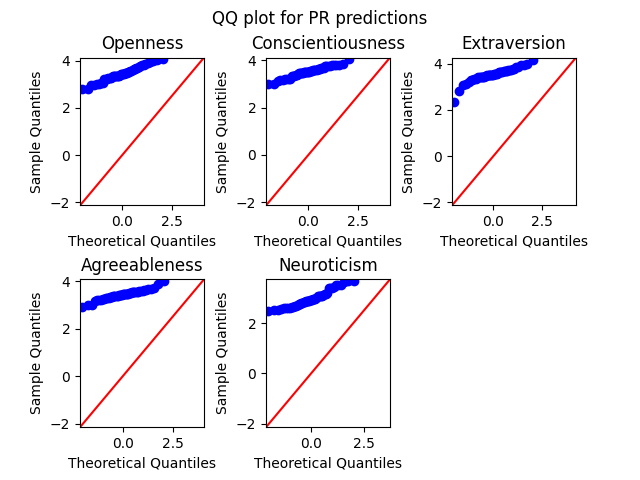 QQ plot for PR predictions
Openness
Conscientiousness
Extraversion
4
2
0
−2
Sample Quantiles
0.0 2.5
Theoretical Quantiles
4
2
0
−2
Sample Quantiles
0.0 2.5
Theoretical Quantiles
4
2
0
−2
Sample Quantiles
0.0 2.5
Theoretical Quantiles
Agreeableness
Neuroticism
4
2
0
−2
Sample Quantiles
0.0 2.5
Theoretical Quantiles
2
0
−2
Sample Quantiles
0.0 2.5
Theoretical Quantiles